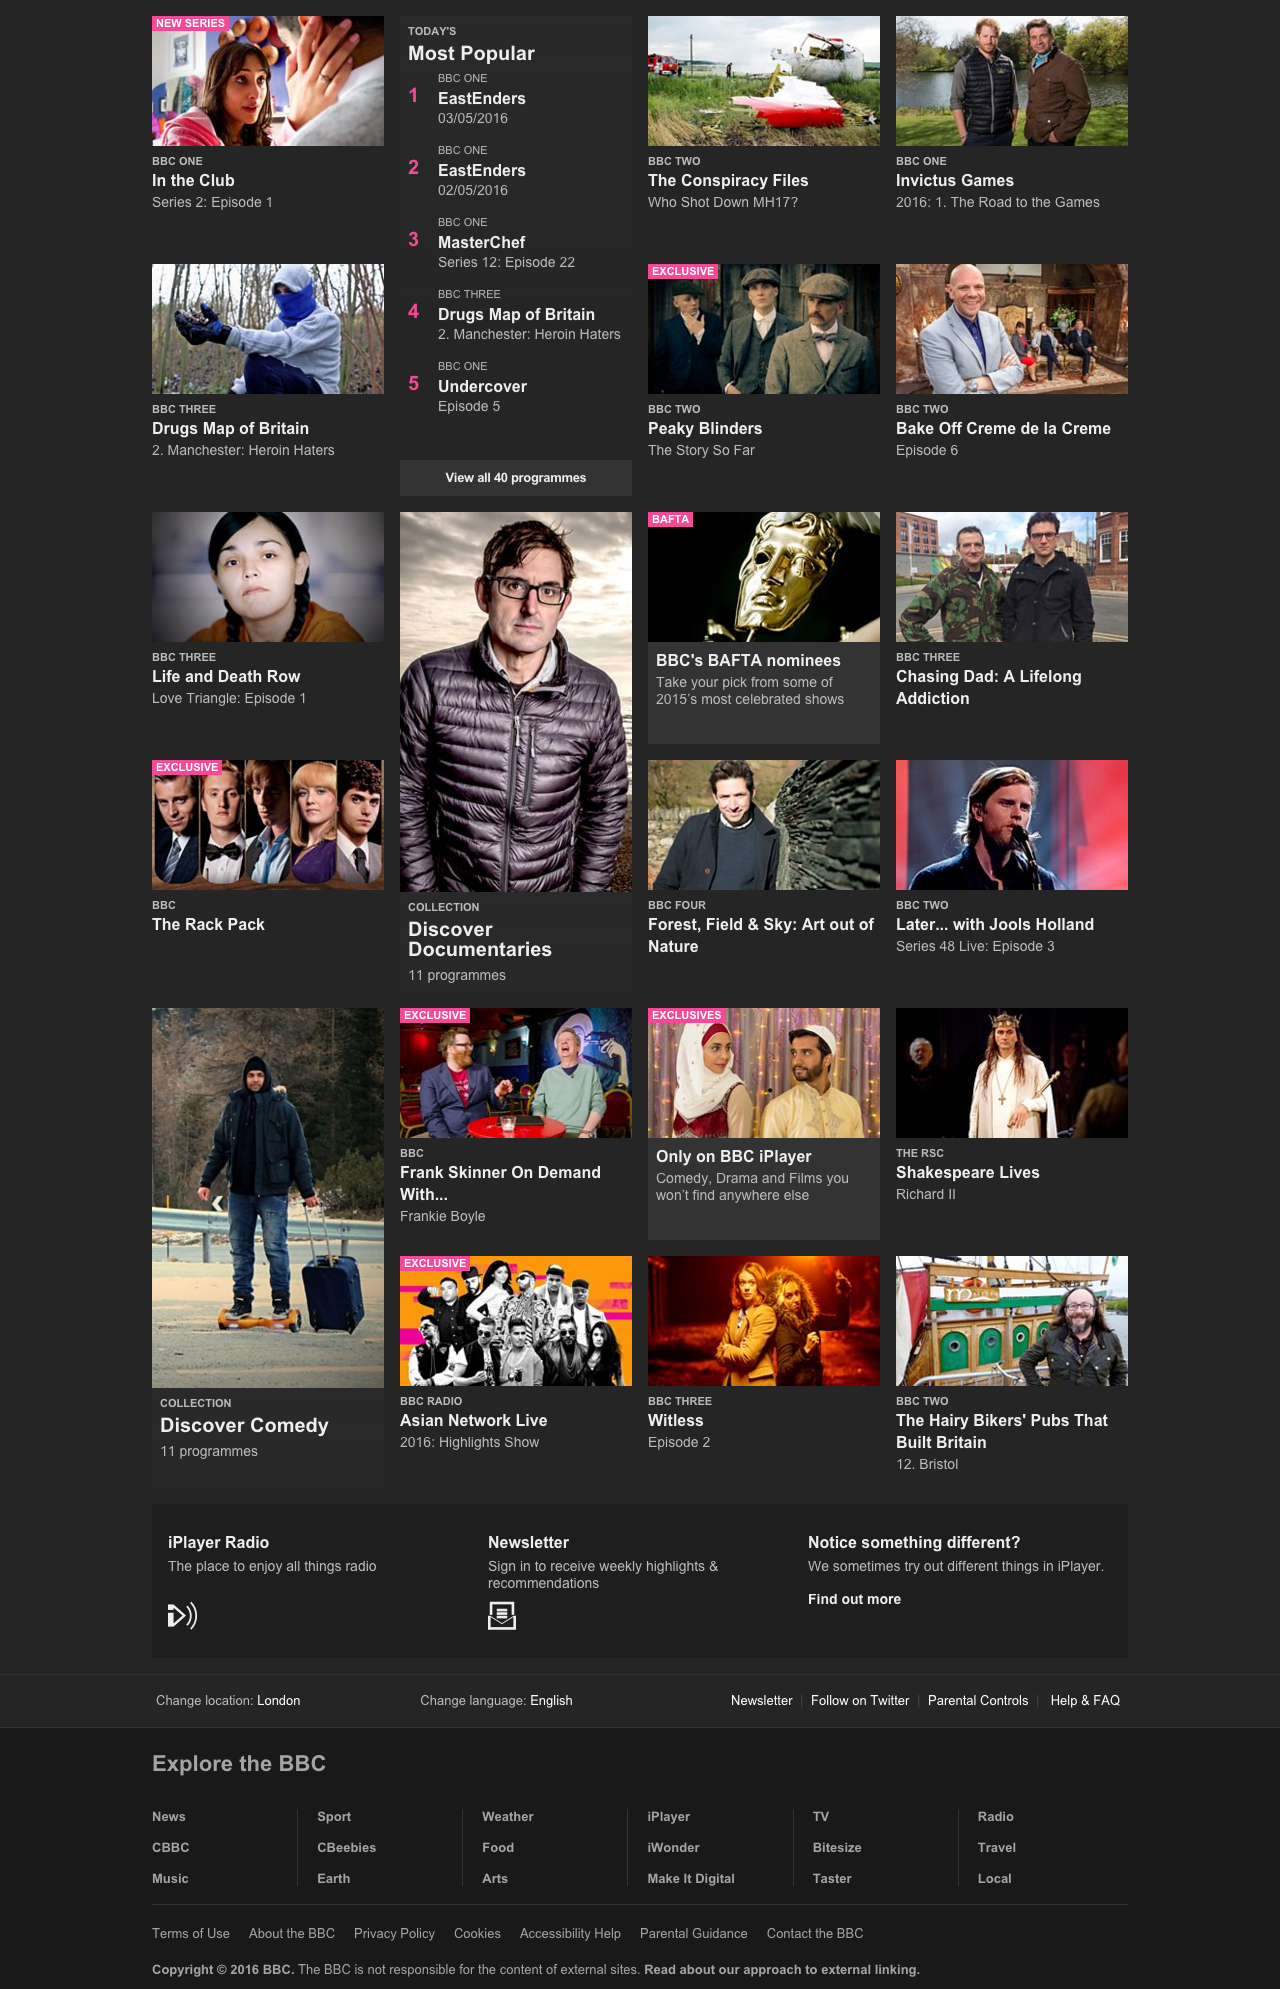 NEW SERIES
BBC ONE
In the Club
Series 2: Episode 1
TODAY'S
Most Popular
1
BBC ONE
EastEnders
03/05/2016
2
BBC ONE
EastEnders
02/05/2016
3
BBC ONE
MasterChef
Series 12: Episode 22
4
BBC THREE
Drugs Map of Britain
2. Manchester: Heroin Haters
5
BBC ONE
Undercover
Episode 5
View all 40 programmes
BBC TWO
The Conspiracy Files
Who Shot Down MH17?
BBC ONE
Invictus Games
2016: 1. The Road to the Games
BBC THREE
Drugs Map of Britain
2. Manchester: Heroin Haters
EXCLUSIVE
BBC TWO
Peaky Blinders
The Story So Far
BBC TWO
Bake Off Creme de la Creme
Episode 6
BBC THREE
Life and Death Row
Love Triangle: Episode 1
COLLECTION
Discover
Documentaries
11 programmes
BAFTA
BBC's BAFTA nominees
Take your pick from some of
2015's most celebrated shows
BBC THREE
Chasing Dad: A Lifelong
Addiction
EXCLUSIVE
BBC
The Rack Pack
BBC FOUR
Forest, Field & Sky: Art out of
Nature
BBC TWO
Later... with Jools Holland
Series 48 Live: Episode 3
COLLECTION
Discover Comedy
11 programmes
EXCLUSIVE
BBC
Frank Skinner On Demand
With...
Frankie Boyle
EXCLUSIVES
Only on BBC iPlayer
Comedy, Drama and Films you
won't find anywhere else
THE RSC
Shakespeare Lives
Richard II
EXCLUSIVE
BBC RADIO
Asian Network Live
2016: Highlights Show
BBC THREE
Witless
Episode 2
BBC TWO
The Hairy Bikers' Pubs That
Built Britain
12. Bristol
iPlayer Radio
The place to enjoy all things radio
Newsletter
Sign in to receive weekly highlights &
recommendations
Notice something different?
We sometimes try out different things in iPlayer.
Find out more
Change location: London
Change language: English
Newsletter
Follow on Twitter
Parental Controls
Help & FAQ
Explore the BBC
News
Sport
Weather
iPlayer
TV
Radio
CBBC
CBeebies
Food
iWonder
Bitesize
Travel
Music
Earth
Arts
Make It Digital
Taster
Local
Terms of Use
About the BBC
Privacy Policy
Cookies
Accessibility Help
Parental Guidance
Contact the BBC
Copyright © 2016 BBC. The BBC is not responsible for the content of external sites. Read about our approach to external linking.